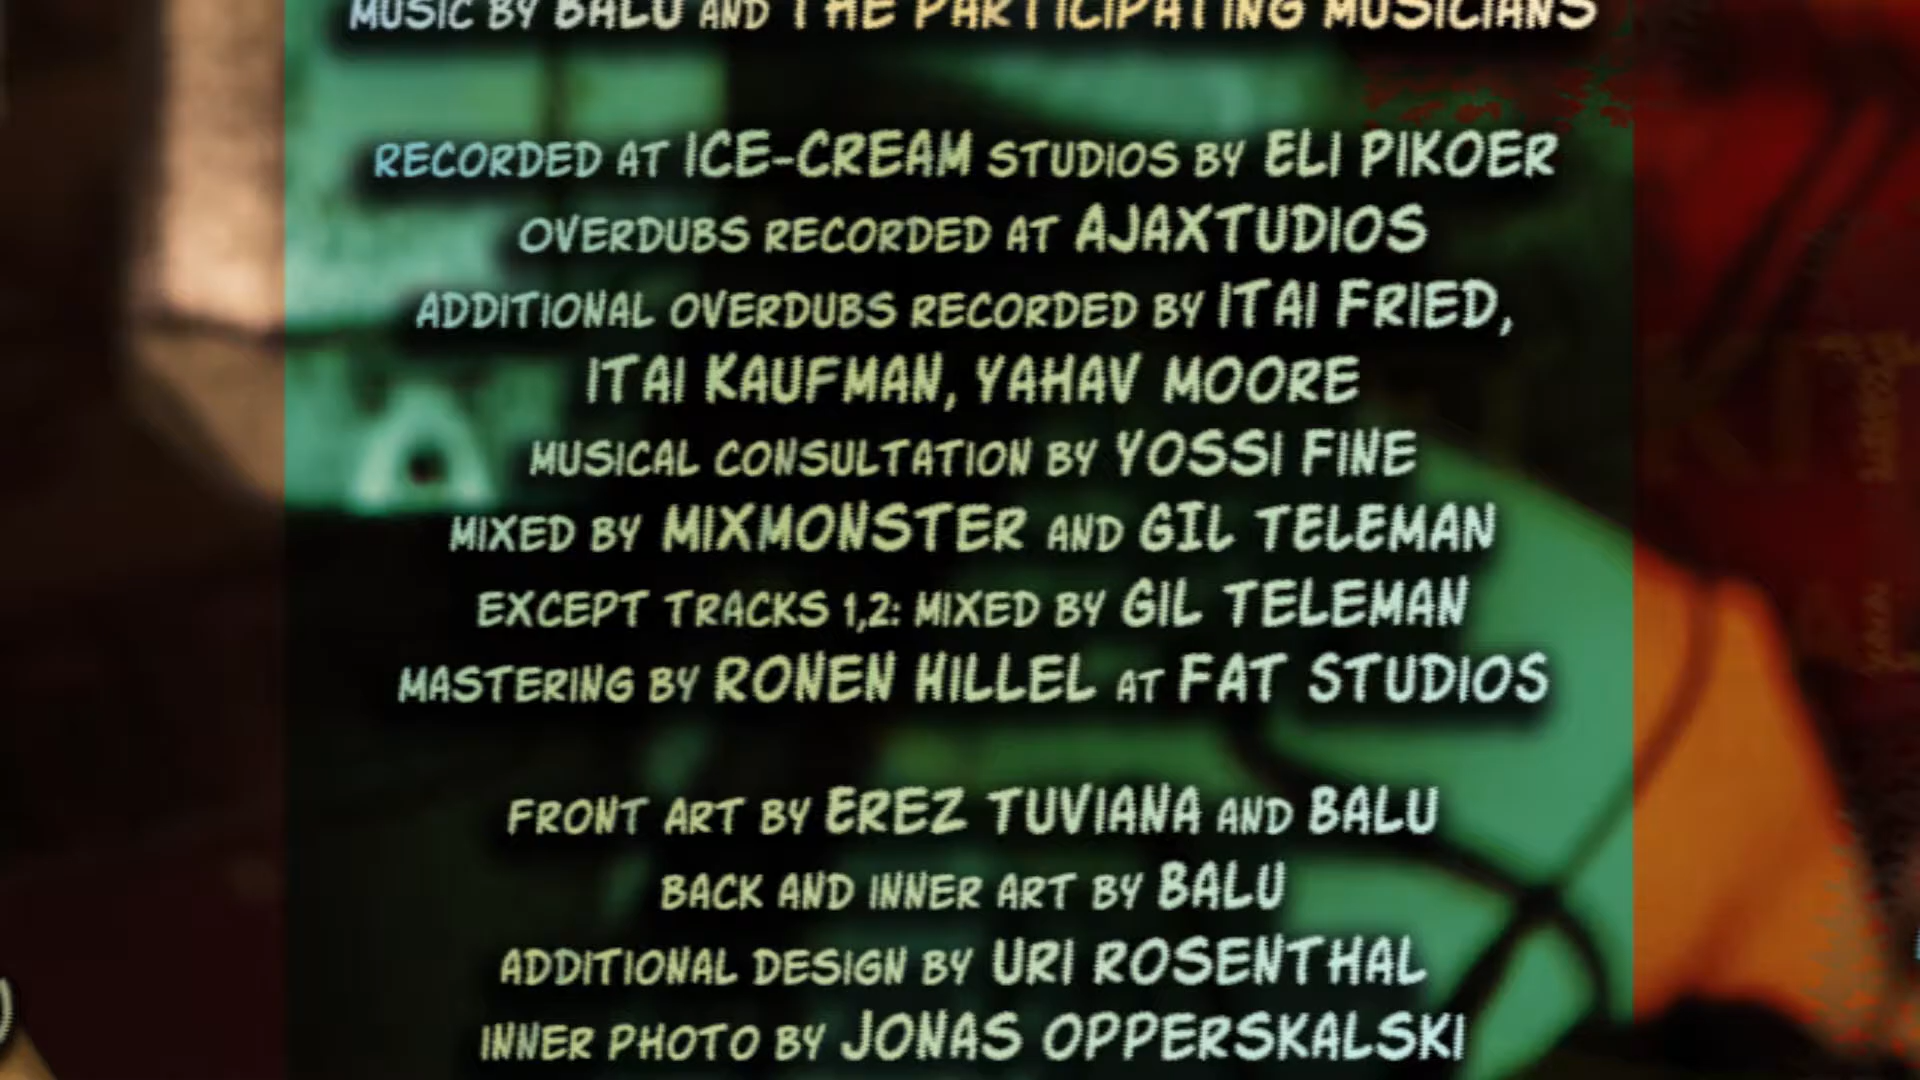 MUSIC BY BALU AND THE PARTICIPATING MUSICIANS
RECORDED AT ICE-CREAM STUDIOS BY ELI PIKOER
OVERDUBS RECORDED AT AJAXTUDIOS
ADDITIONAL OVERDUBS RECORDED BY ITAI FRIED,
ITAI KAUFMAN, YAHAV MOORE
MUSICAL CONSULTATION BY YOSSI FINE
MIXED BY MIXMONSTER AND GIL TELEMAN
EXCEPT TRACKS 1,2: MIXED BY GIL TELEMAN
MASTERING BY RONEN HILLEL AT FAT STUDIOS
FRONT ART BY EREZ TUVIANA AND BALU
BACK AND INNER ART BY BALU
ADDITIONAL DESIGN BY URI ROSENTHAL
INNER PHOTO BY JONAS OPPERSKALSKI